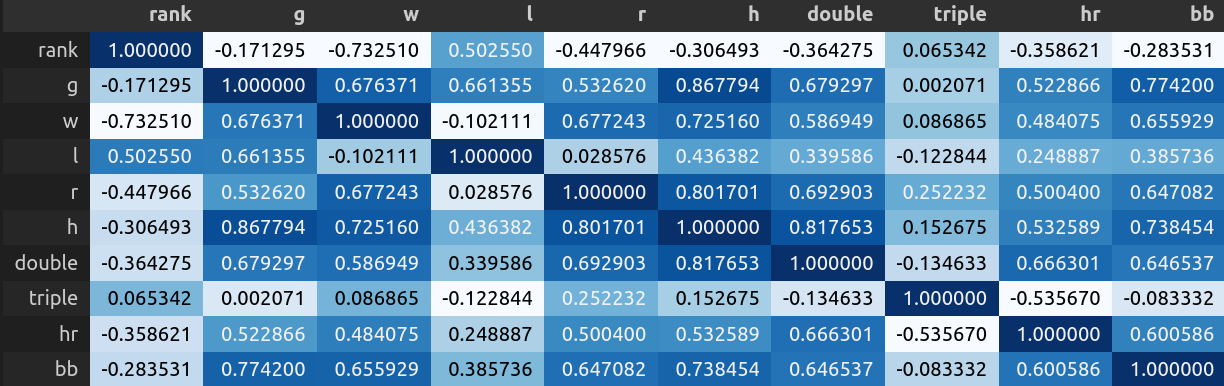 rank g w l r h double triple hr bb
rank 1.000000 -0.171295 -0.732510 0.502550 -0.447966 -0.306493 -0.364275 0.065342 -0.358621 -0.283531
g -0.171295 1.000000 0.676371 0.661355 0.532620 0.867794 0.679297 0.002071 0.522866 0.774200
w -0.732510 0.676371 1.000000 -0.102111 0.677243 0.725160 0.586949 0.086865 0.484075 0.655929
l 0.502550 0.661355 -0.102111 1.000000 0.028576 0.436382 0.339586 -0.122844 0.248887 0.385736
r -0.447966 0.532620 0.677243 0.028576 1.000000 0.801701 0.692903 0.252232 0.500400 0.647082
h -0.306493 0.867794 0.725160 0.436382 0.801701 1.000000 0.817653 0.152675 0.532589 0.738454
double -0.364275 0.679297 0.586949 0.339586 0.692903 0.817653 1.000000 -0.134633 0.666301 0.646537
triple 0.065342 0.002071 0.086865 -0.122844 0.252232 0.152675 -0.134633 1.000000 -0.535670 -0.083332
hr -0.358621 0.522866 0.484075 0.248887 0.500400 0.532589 0.666301 -0.535670 1.000000 0.600586
bb -0.283531 0.774200 0.655929 0.385736 0.647082 0.738454 0.646537 -0.083332 0.600586 1.000000